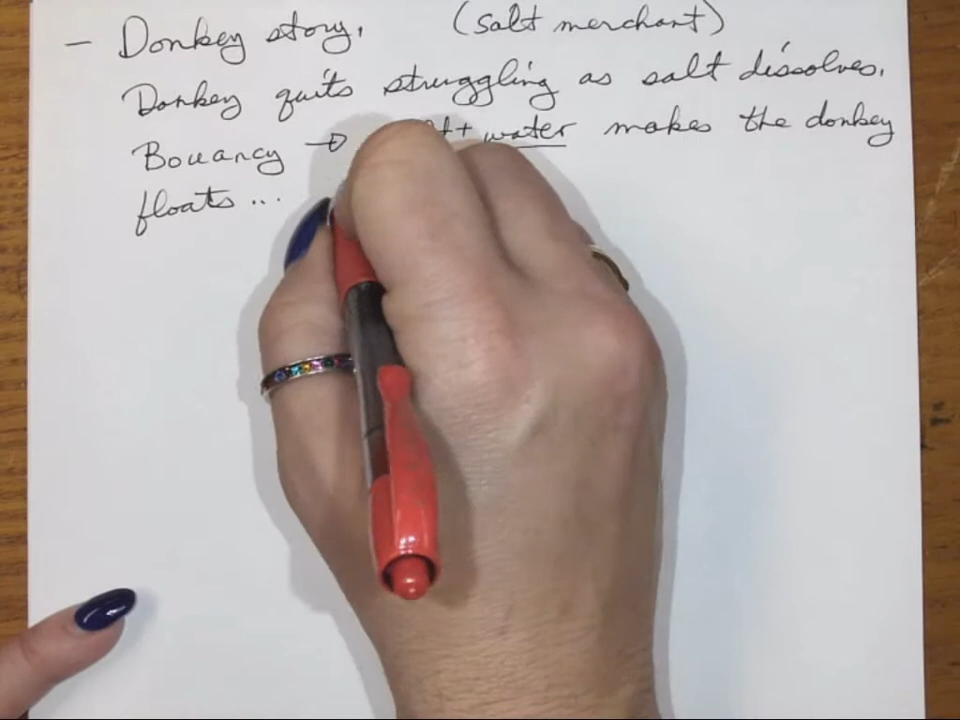 - Donkey story. (salt merchant)
Donkey quits struggling as salt dissolves.
Bouancy → water makes the donkey
floats...